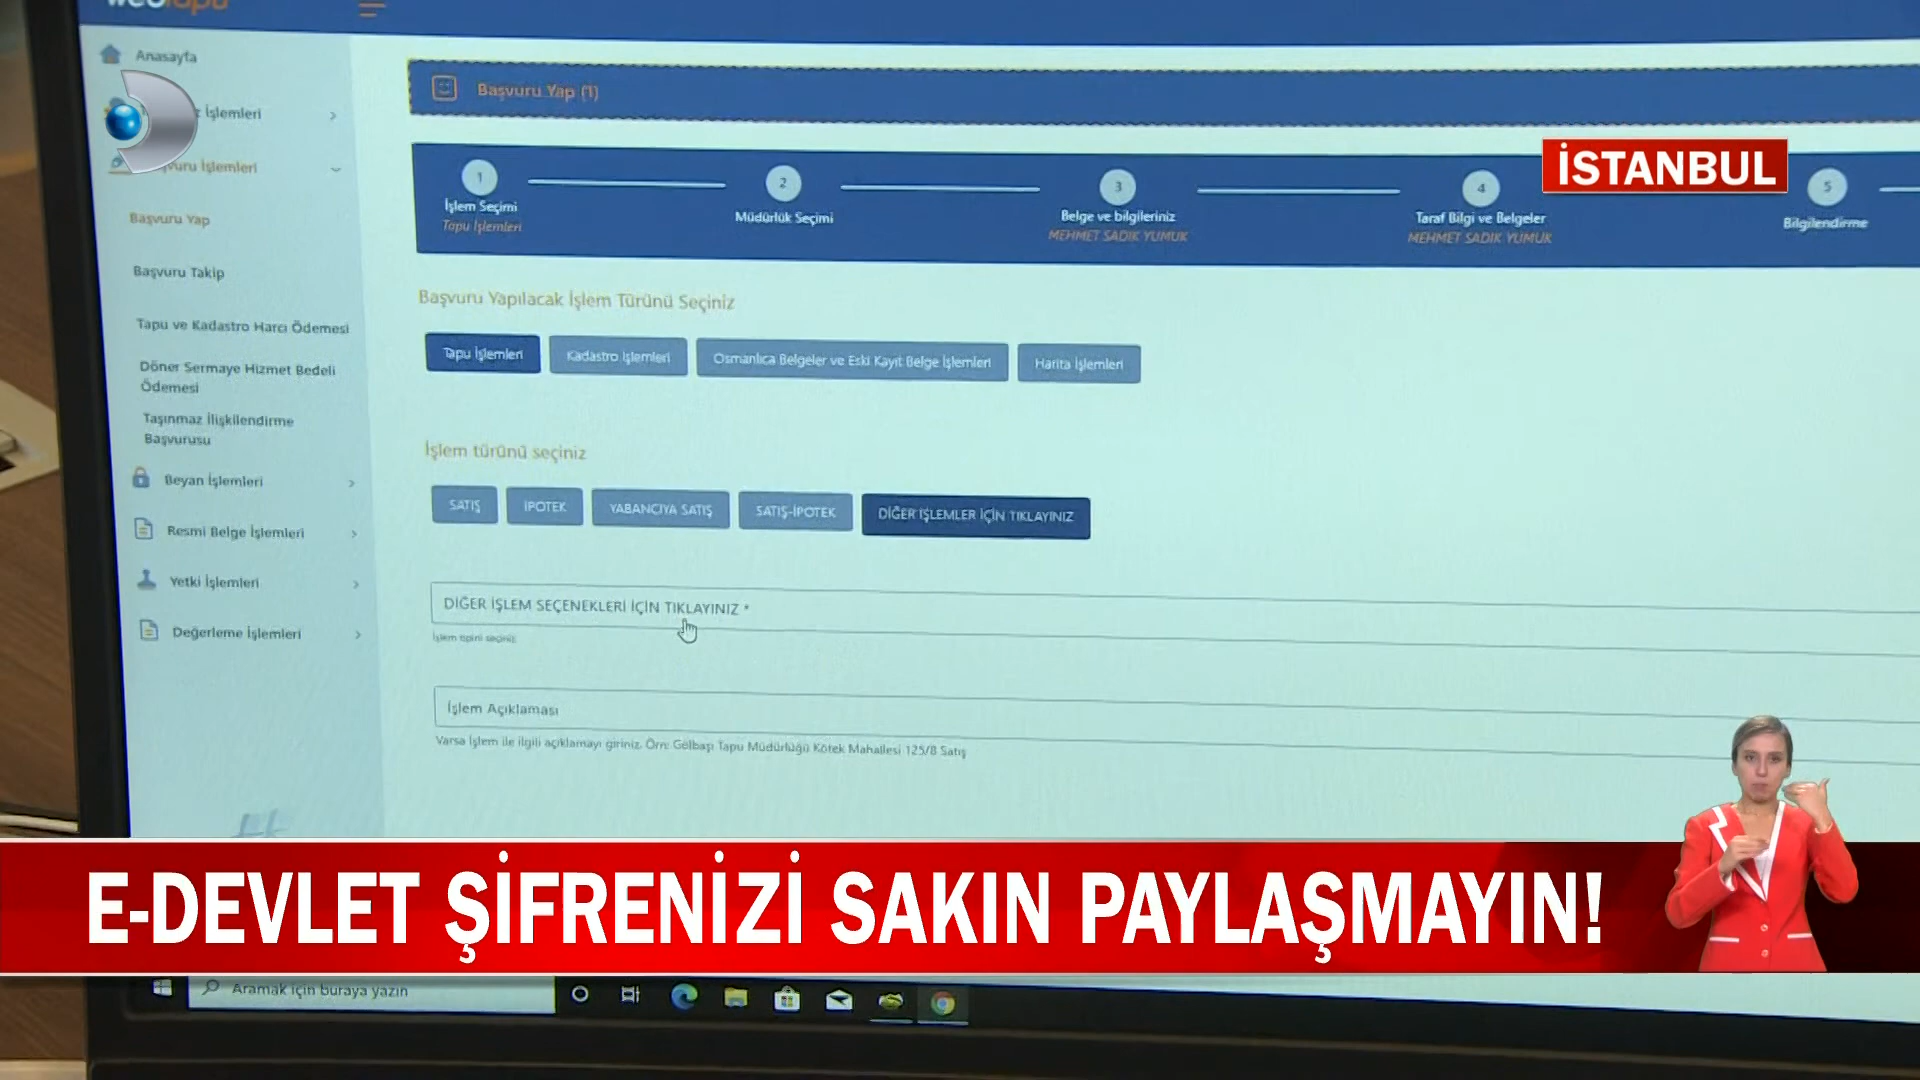 webtapu
Anasayfa
İşlemleri
vuru İşlemleri
Başvuru Yap
Başvuru Takip
Tapu ve Kadastro Harcı Ödemesi
Döner Sermaye Hizmet Bedeli
Ödemesi
Taşınmaz İlişkilendirme
Başvurusu
Beyan İşlemleri
Resmi Belge İşlemleri
Yetki İşlemleri
Değerleme İşlemleri
Başvuru Yap (1)
1
İşlem Seçimi
Tapu İşlemleri
2
Müdürlük Seçimi
3
Belge ve bilgileriniz
MEHMET SADIK YUMUK
4
Taraf Bilgi ve Belgeler
MEHMET SADIK YUMUK
5
Bilgilendirme
İSTANBUL
Başvuru Yapılacak İşlem Türünü Seçiniz
Tapu İşlemleri
Kadastro İşlemleri
Osmanlıca Belgeler ve Eski Kayıt Belge İşlemleri
Harita İşlemleri
İşlem türünü seçiniz
SATIŞ
İPOTEK
YABANCIYA SATIŞ
SATIŞ-İPOTEK
DİĞER İŞLEMLER İÇİN TIKLAYINIZ
DİĞER İŞLEM SEÇENEKLERİ İÇİN TIKLAYINIZ *
İşlem tipini seçiniz
İşlem Açıklaması
Varsa İşlem ile ilgili açıklamayı giriniz. Örn: Gölbaşı Tapu Müdürlüğü Kötek Mahallesi 125/8 Satış
E-DEVLET ŞİFRENİZİ SAKIN PAYLAŞMAYIN!
Aramak için buraya yazın